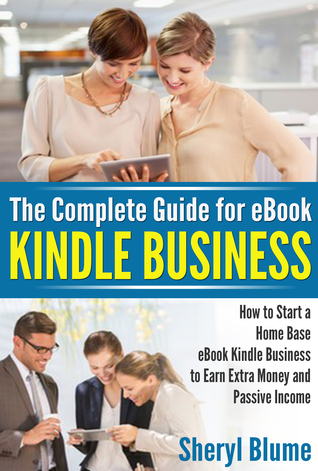 The Complete Guide for eBook
KINDLE BUSINESS
How to Start a
Home Base
eBook Kindle Business
to Earn Extra Money and
Passive Income
Sheryl Blume